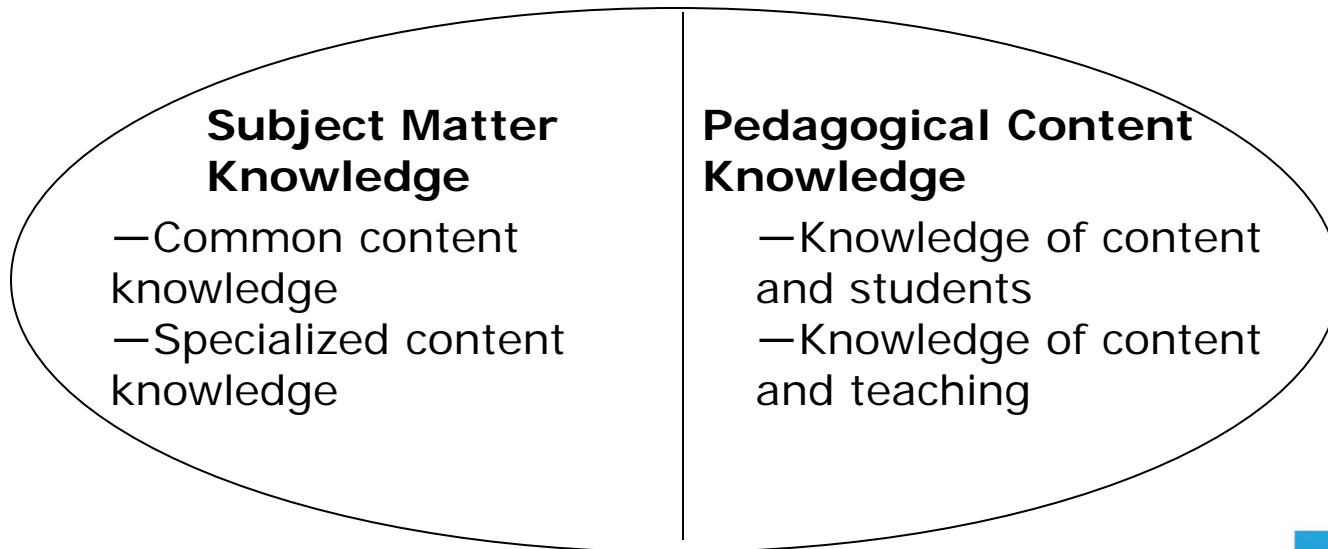 Subject Matter
Knowledge
—Common content
knowledge
—Specialized content
knowledge
Pedagogical Content
Knowledge
—Knowledge of content
and students
—Knowledge of content
and teaching